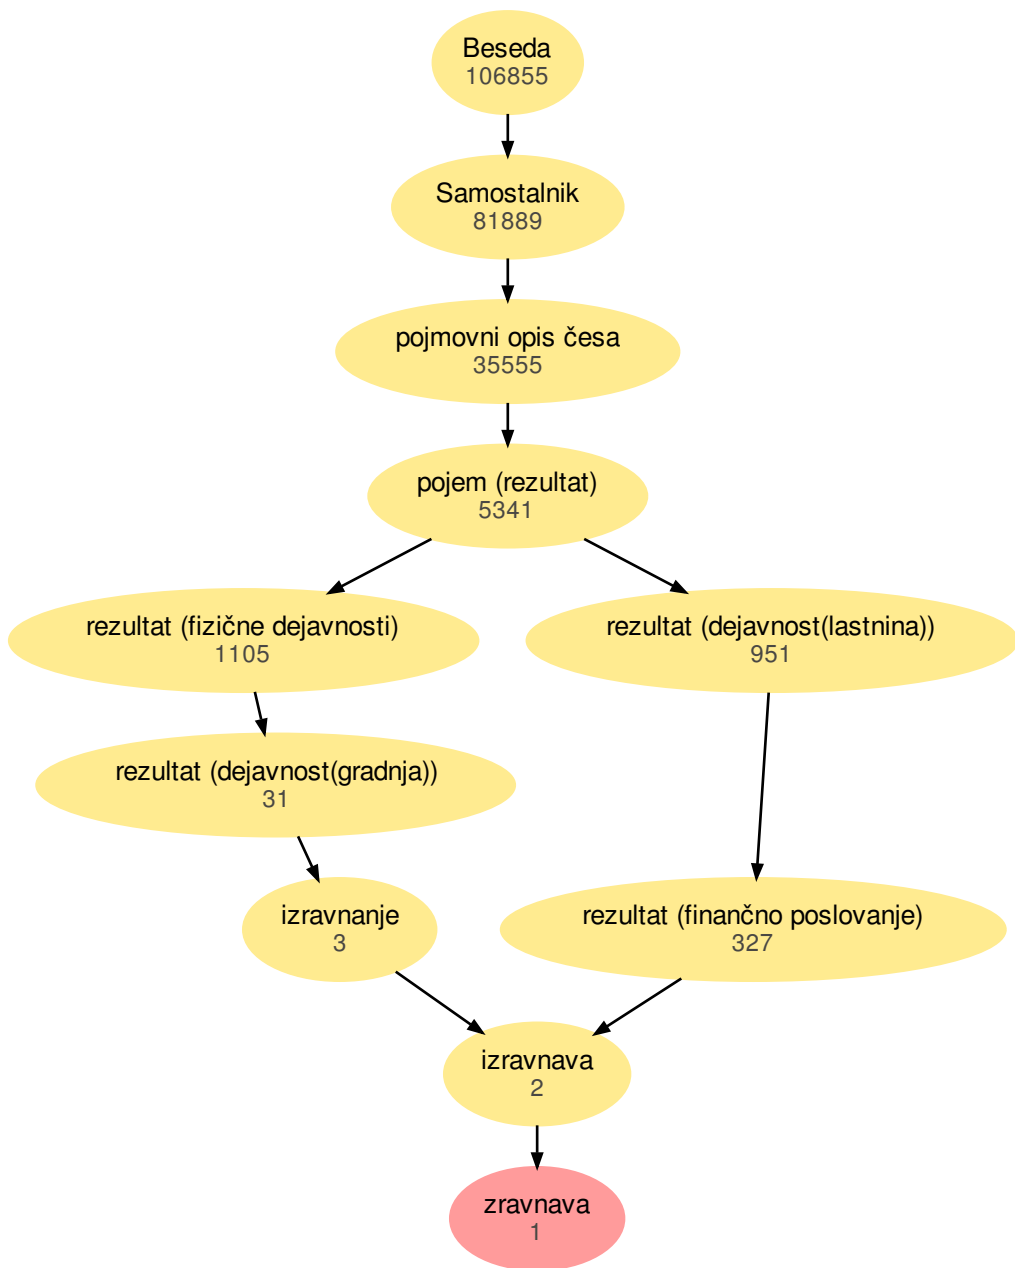 Beseda
106855
Samostalnik
81889
pojmovni opis česa
35555
pojem (rezultat)
5341
rezultat (fizične dejavnosti)
1105
rezultat (dejavnost(lastnina))
951
rezultat (dejavnost(gradnja))
31
izravnanje
3
rezultat (finančno poslovanje)
327
izravnava
2
zravnava
1